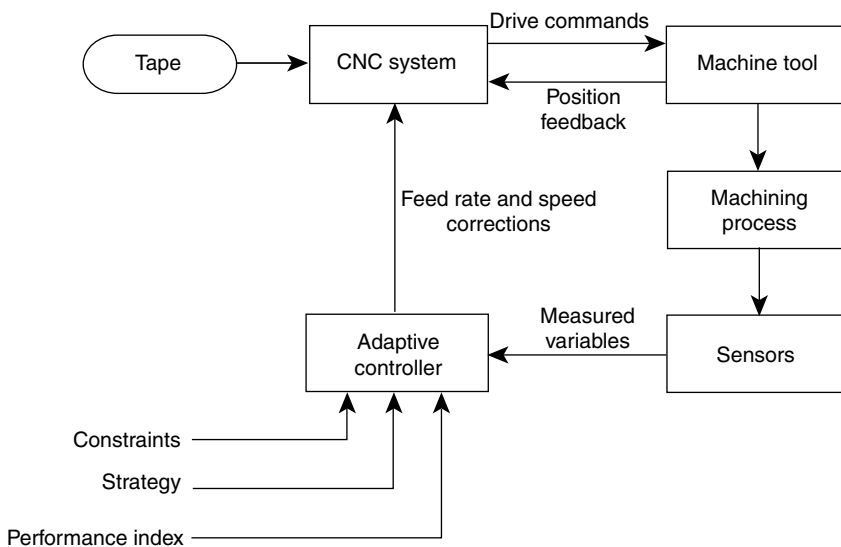 Drive commands
Tape
CNC system
Machine tool
Position
feedback
Feed rate and speed
corrections
Machining
process
Measured
variables
Adaptive
controller
Sensors
Constraints
Strategy
Performance index